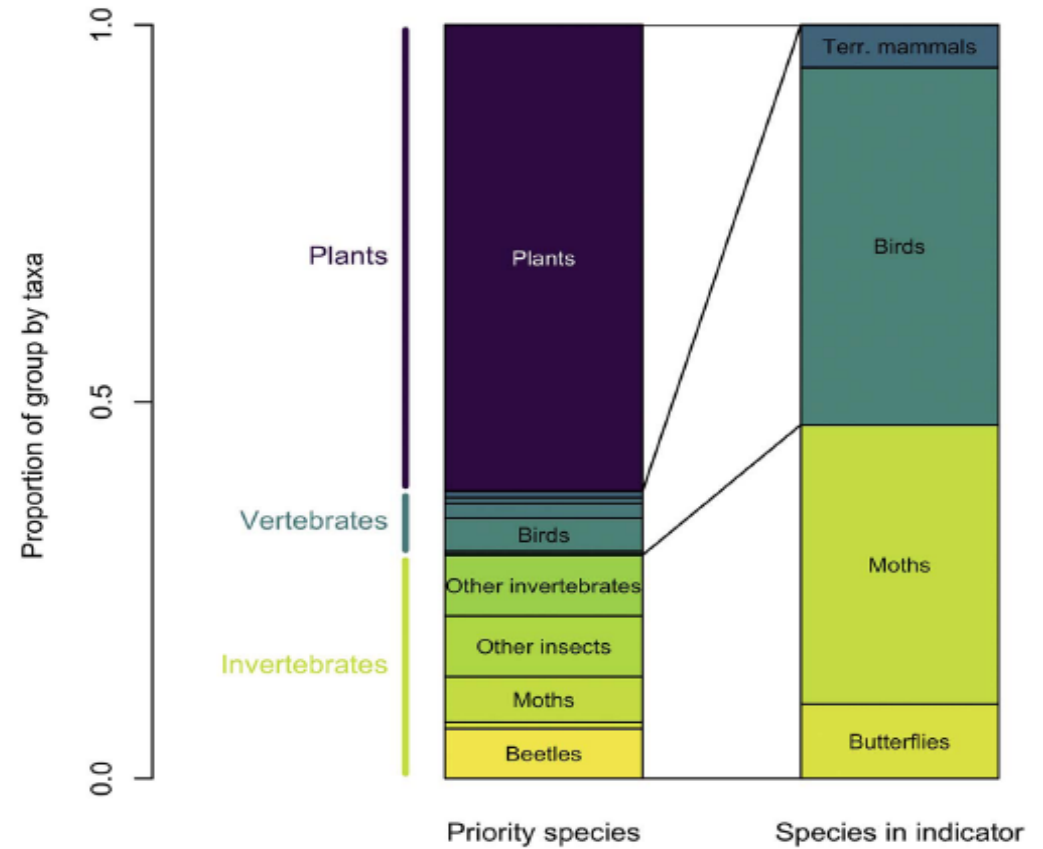 Proportion of group by taxa
1.0
0.5
0.0
Plants
Vertebrates
Invertebrates
Plants
Birds
Other invertebrates
Other insects
Moths
Beetles
Terr. mammals
Birds
Moths
Butterflies
Priority species
Species in indicator